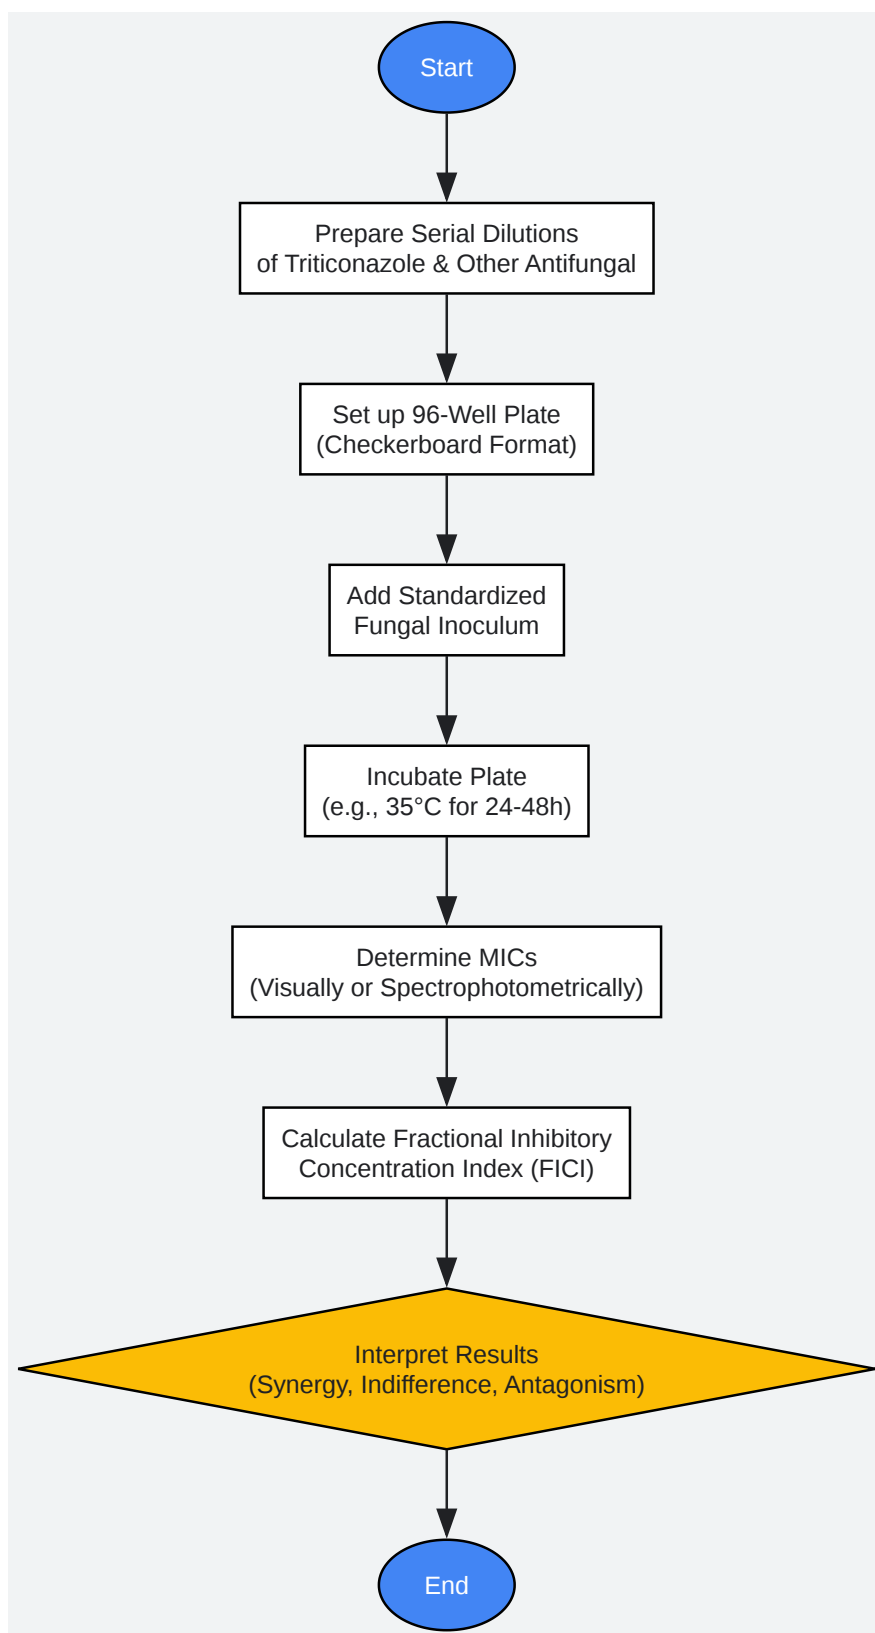 Start
Prepare Serial Dilutions
of Triticonazole & Other Antifungal
Set up 96-Well Plate
(Checkerboard Format)
Add Standardized
Fungal Inoculum
Incubate Plate
(e.g., 35°C for 24-48h)
Determine MICs
(Visually or Spectrophotometrically)
Calculate Fractional Inhibitory
Concentration Index (FICI)
Interpret Results
(Synergy, Indifference, Antagonism)
End